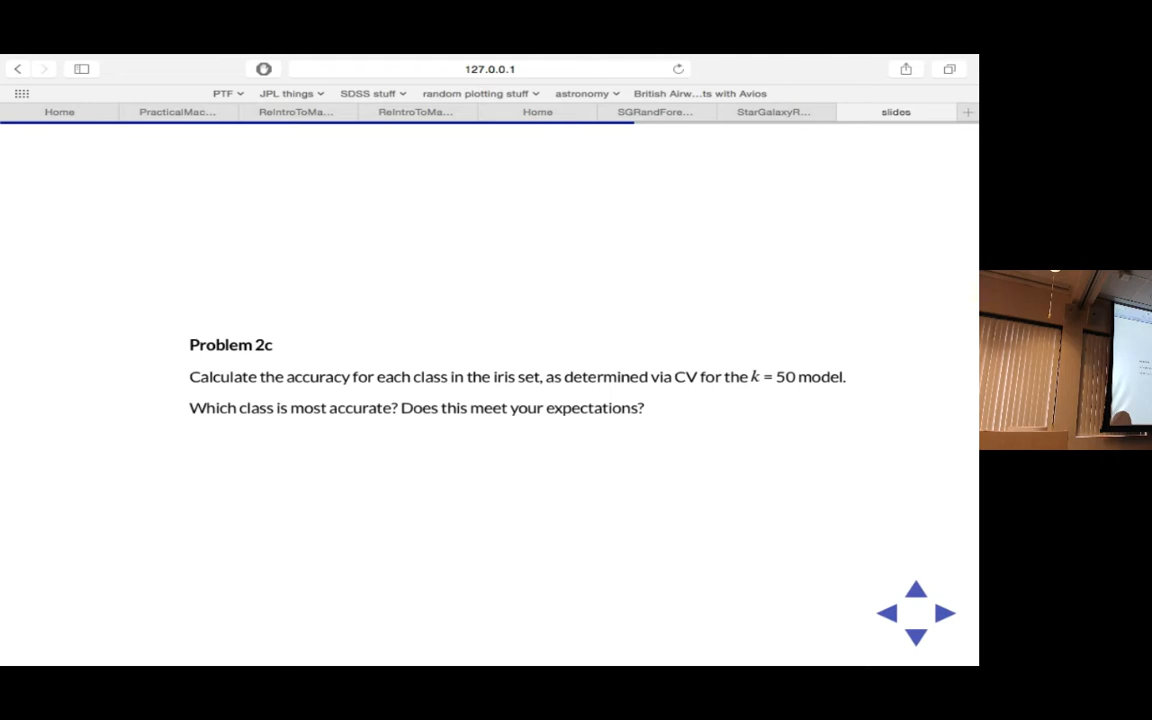 127.0.0.1
PTF JPL things SDSS stuff random plotting stuff astronomy British Airw...ts with Avios
Home PracticalMac... ReIntroToMa... ReIntroToMa... Home SGRandFore... StarGalaxyR... slides
Problem 2c
Calculate the accuracy for each class in the iris set, as determined via CV for the k = 50 model.
Which class is most accurate? Does this meet your expectations?